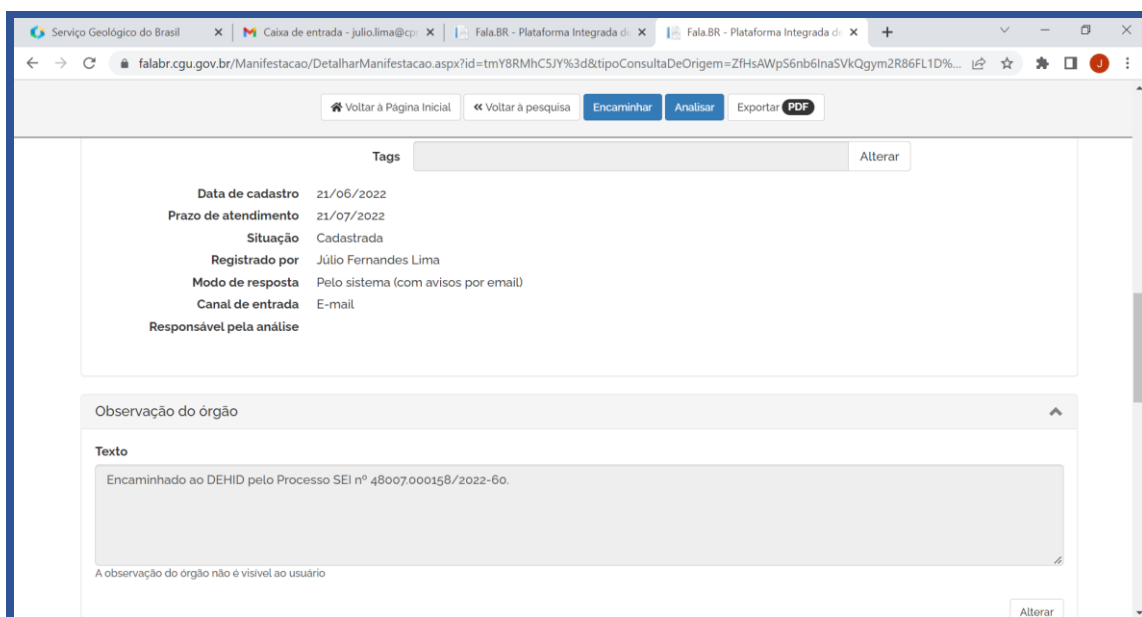 Serviço Geológico do Brasil
Caixa de entrada - julio.lima@cpr
Fala.BR - Plataforma Integrada d
Fala.BR - Plataforma Integrada d
falabr.cgu.gov.br/Manifestacao/DetalharManifestacao.aspx?id=tmY8RMhC5JY%3d&tipoConsultaDeOrigem=ZfHsAWpS6nb6InaSVkQgym2R86FL1D%...
J
Voltar à Página Inicial
Voltar à pesquisa
Encaminhar
Analisar
Exportar PDF
Tags
Alterar
Data de cadastro 21/06/2022
Prazo de atendimento 21/07/2022
Situação Cadastrada
Registrado por Júlio Fernandes Lima
Modo de resposta Pelo sistema (com avisos por email)
Canal de entrada E-mail
Responsável pela análise
Observação do órgão
Texto
Encaminhado ao DEHID pelo Processo SEI nº 48007.000158/2022-60.
A observação do órgão não é visível ao usuário
Alterar